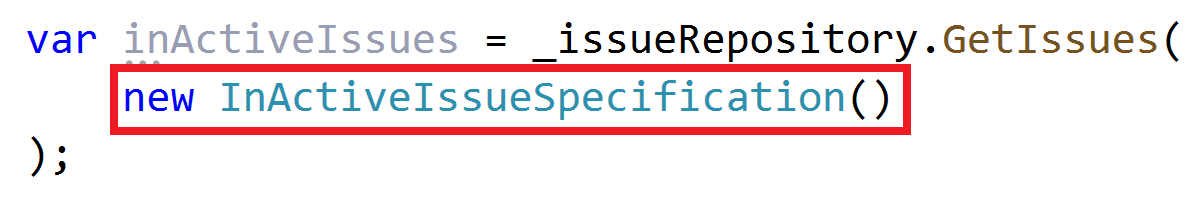 var inActiveIssues = _issueRepository.GetIssues(
new InActiveIssueSpecification()
);